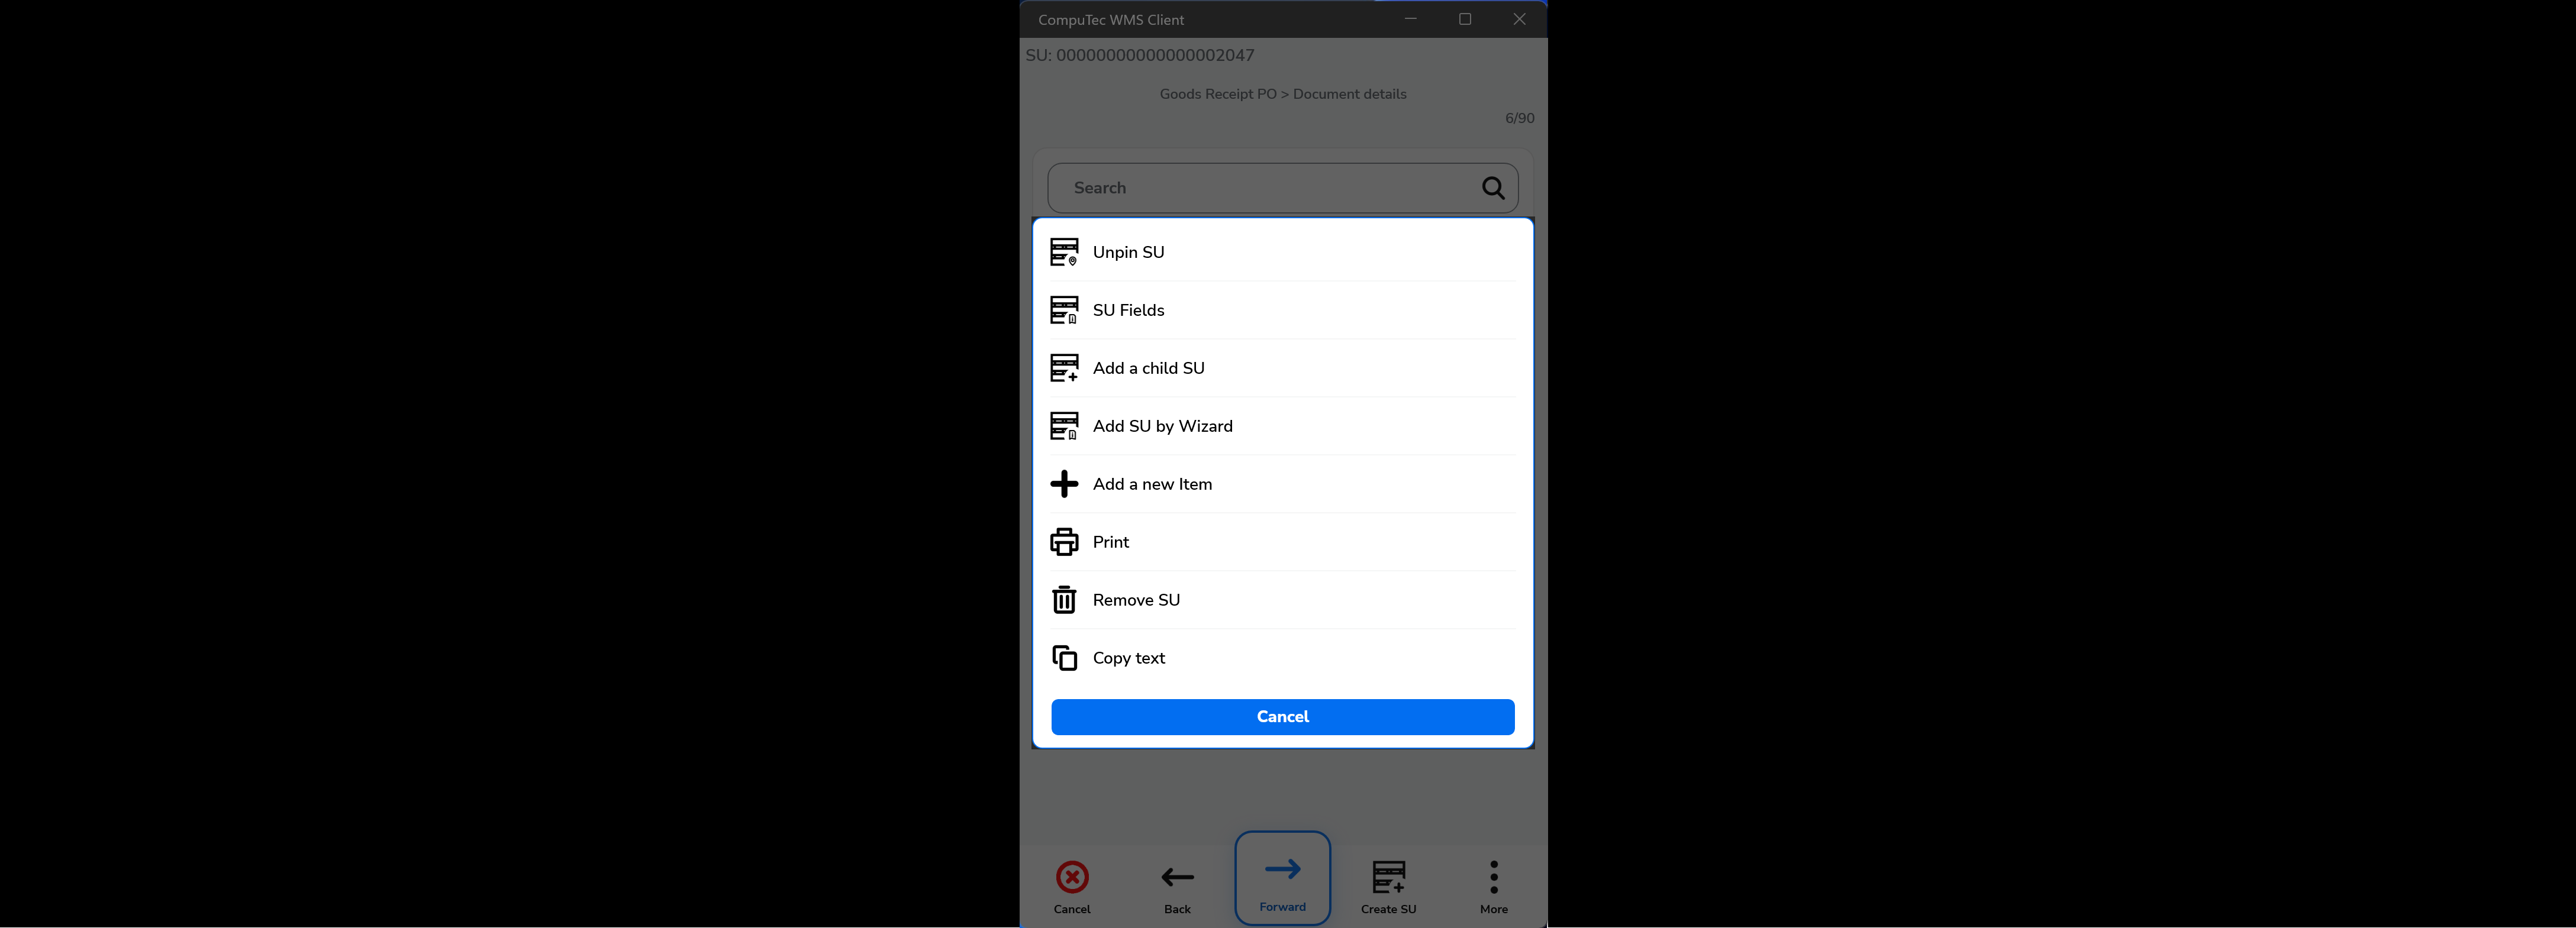 CompuTec WMS Client
SU: 00000000000000002047
Goods Receipt PO > Document details
6/90
Search
Unpin SU
SU Fields
Add a child SU
Add SU by Wizard
Add a new Item
Print
Remove SU
Copy text
Cancel
Cancel
Back
Forward
Create SU
More